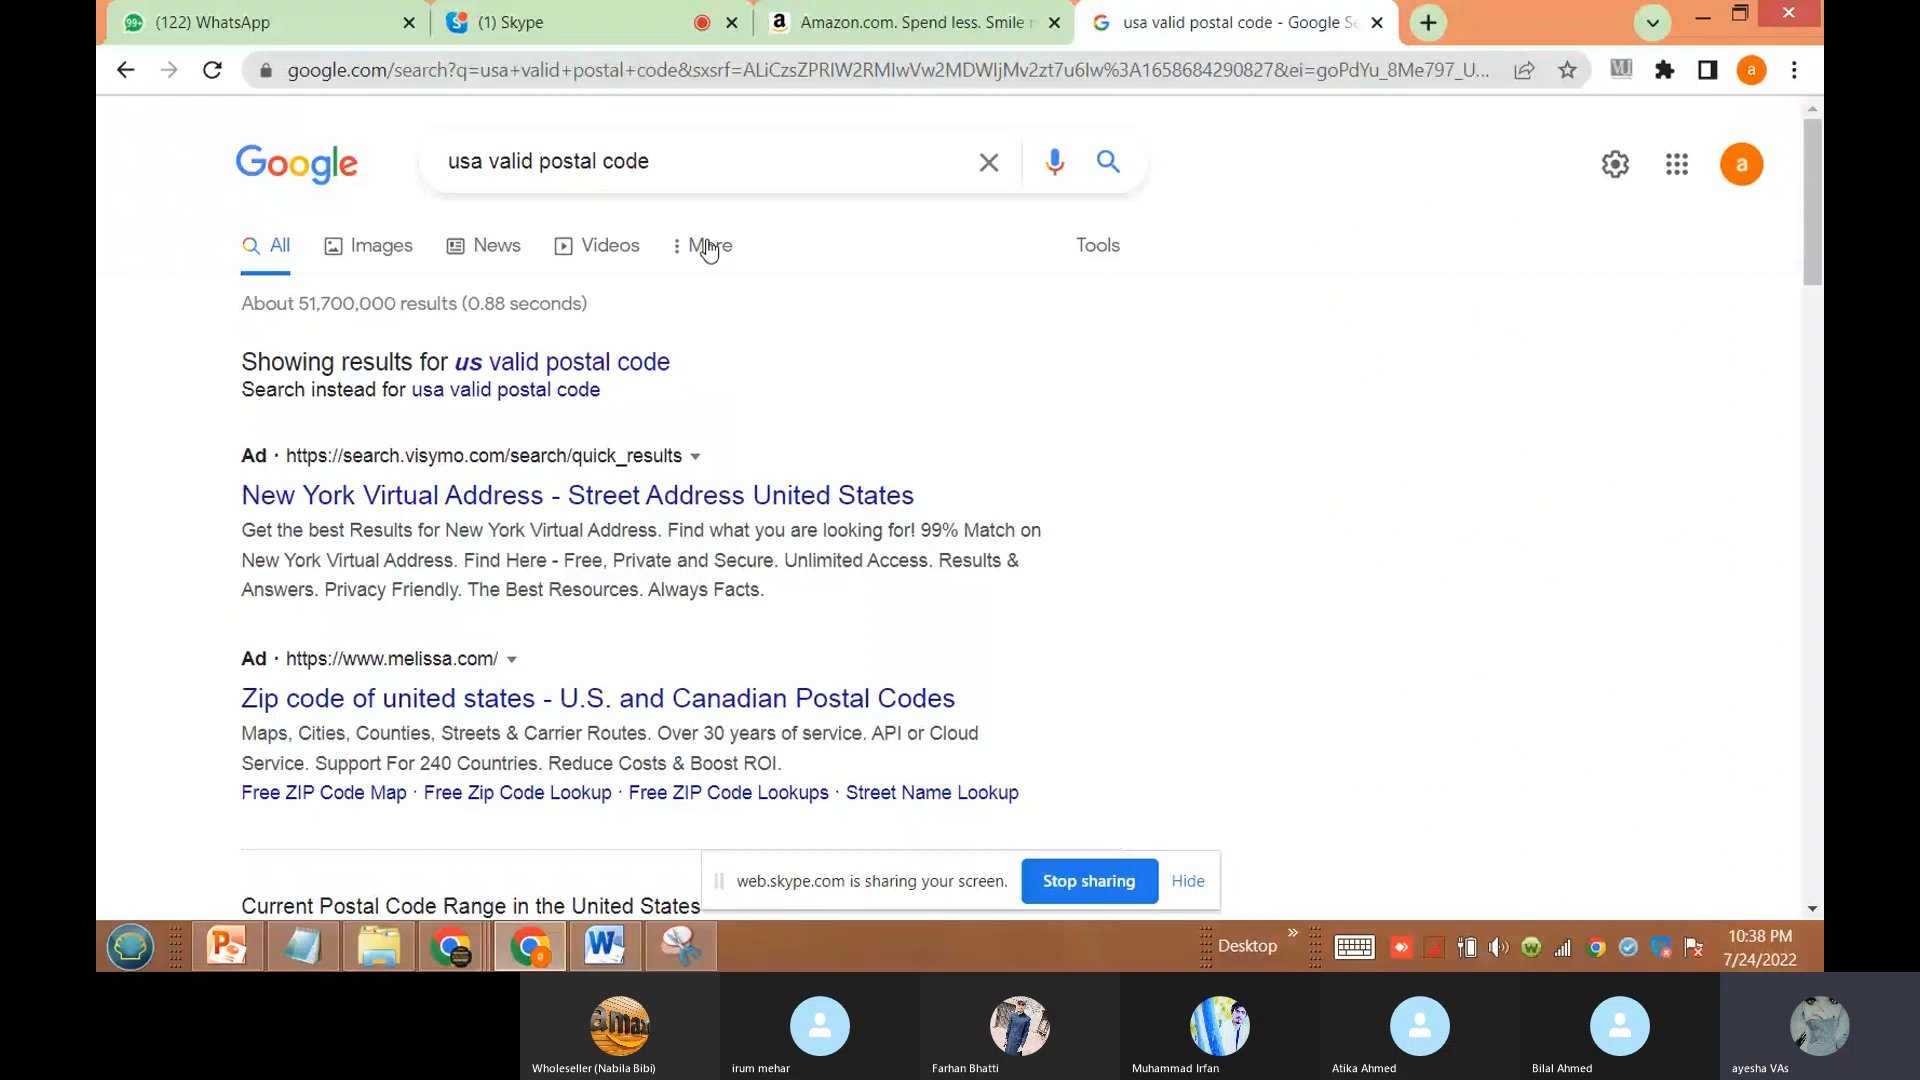 (122) WhatsApp
(1) Skype
Amazon.com. Spend less. Smile
usa valid postal code - Google Se
google.com/search?q=usa+valid+postal+code&sxsrf=ALiCzsZPRIW2RMIwVw2MDWIjMv2zt7u6Iw%3A1658684290827&ei=goPdYu_8Me797_U...
Google
usa valid postal code
a
All
Images
News
Videos
More
Tools
About 51,700,000 results (0.88 seconds)
Showing results for us valid postal code
Search instead for usa valid postal code
Ad · https://search.visymo.com/search/quick_results
New York Virtual Address - Street Address United States
Get the best Results for New York Virtual Address. Find what you are looking for! 99% Match on
New York Virtual Address. Find Here - Free, Private and Secure. Unlimited Access. Results &
Answers. Privacy Friendly. The Best Resources. Always Facts.
Ad · https://www.melissa.com/
Zip code of united states - U.S. and Canadian Postal Codes
Maps, Cities, Counties, Streets & Carrier Routes. Over 30 years of service. API or Cloud
Service. Support For 240 Countries. Reduce Costs & Boost ROI.
Free ZIP Code Map · Free Zip Code Lookup · Free ZIP Code Lookups · Street Name Lookup
web.skype.com is sharing your screen.
Stop sharing
Hide
Current Postal Code Range in the United States
Desktop
10:38 PM
7/24/2022
Wholeseller (Nabila Bibi)
irum mehar
Farhan Bhatti
Muhammad Irfan
Atika Ahmed
Bilal Ahmed
ayesha VAs